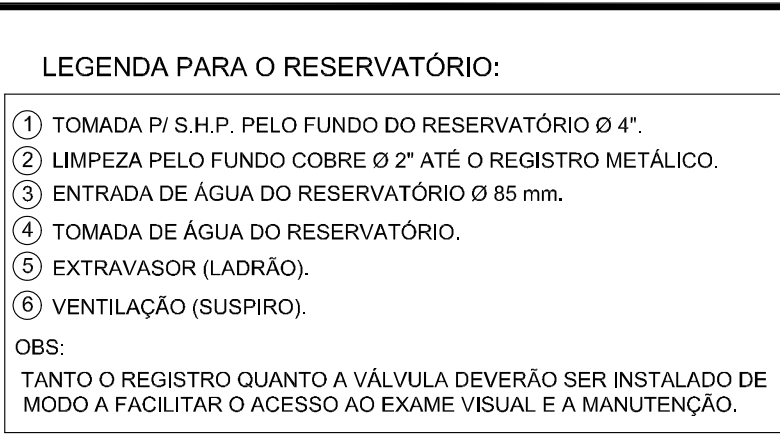 LEGENDA PARA O RESERVATÓRIO:
1 TOMADA P/ S.H.P. PELO FUNDO DO RESERVATÓRIO Ø 4".
2 LIMPEZA PELO FUNDO COBRE Ø 2" ATÉ O REGISTRO METÁLICO.
3 ENTRADA DE ÁGUA DO RESERVATÓRIO Ø 85 mm.
4 TOMADA DE ÁGUA DO RESERVATÓRIO.
5 EXTRAVASOR (LADRÃO).
6 VENTILAÇÃO (SUSPIRO).
OBS:
TANTO O REGISTRO QUANTO A VÁLVULA DEVERÃO SER INSTALADO DE
MODO A FACILITAR O ACESSO AO EXAME VISUAL E A MANUTENÇÃO.